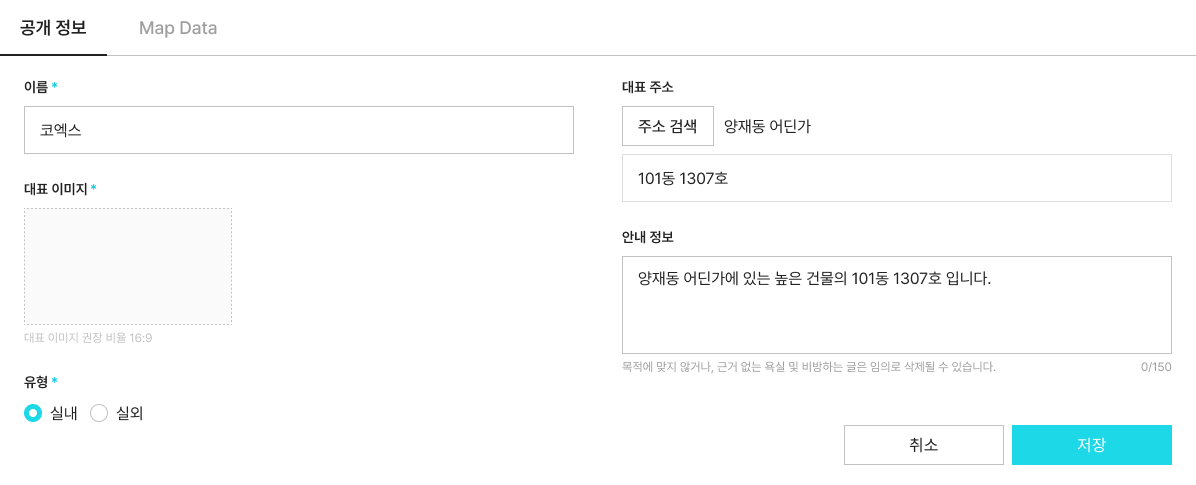 공개 정보
Map Data
이름 *
코엑스
대표 이미지 *
대표 이미지 권장 비율 16:9
유형 *
실내
실외
대표 주소
주소 검색
양재동 어딘가
101동 1307호
안내 정보
양재동 어딘가에 있는 높은 건물의 101동 1307호 입니다.
목적에 맞지 않거나, 근거 없는 욕실 및 비방하는 글은 임의로 삭제될 수 있습니다.
0/150
취소
저장